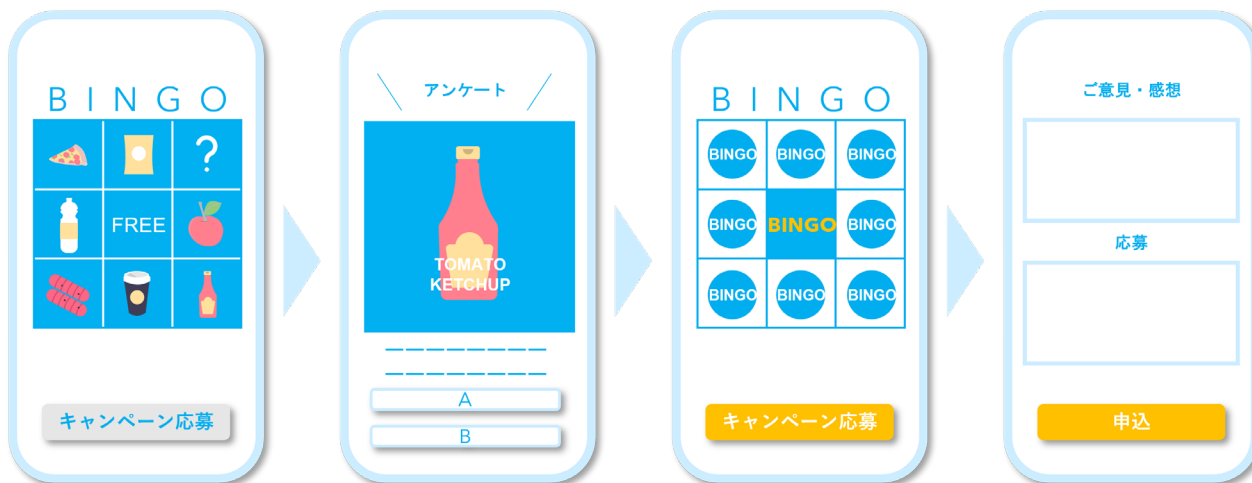 B I N G O
?
FREE
キャンペーン応募
アンケート
TOMATO
KETCHUP
A
B
B I N G O
BINGO BINGO BINGO
BINGO BINGO BINGO
BINGO BINGO BINGO
キャンペーン応募
ご意見・感想
応募
申込